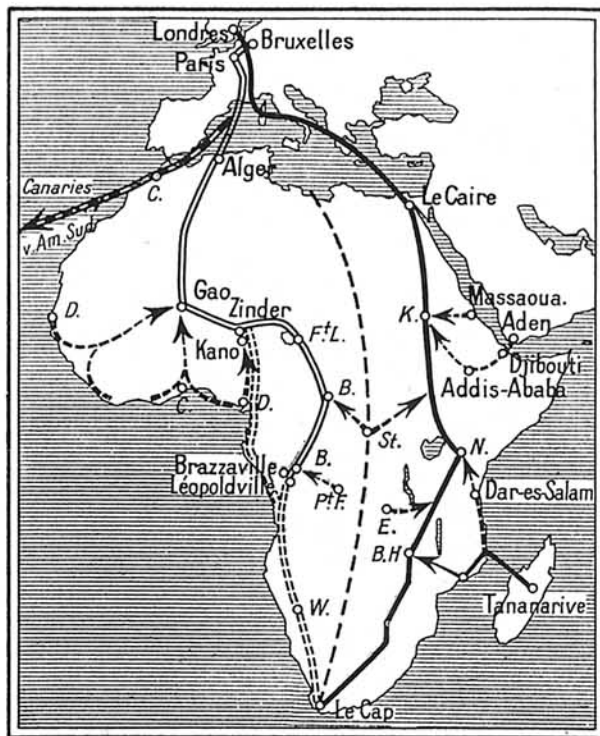 Londres
Bruxelles
Paris
Alger
Canaries
C.
v. Am. Sud
Le Caire
D.
Gao
Zinder
K.
Massaoua.
Aden
Kano
Ft L.
Djibouti
Addis-Ababa
C.
D.
B.
St.
N.
B.
Brazzaville
Léopoldville
Pt F.
Dar-es-Salam
E.
B.H
Tananarive
W.
Le Cap